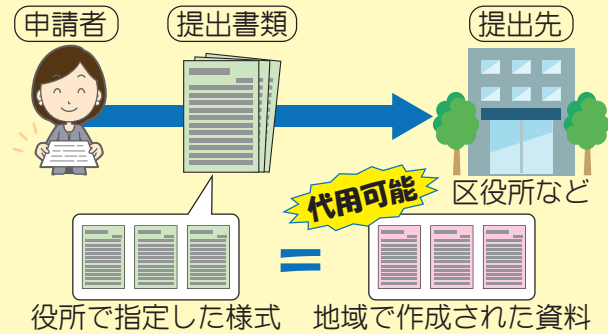 申請者
提出書類
提出先
区役所など
代用可能
=
役所で指定した様式
地域で作成された資料